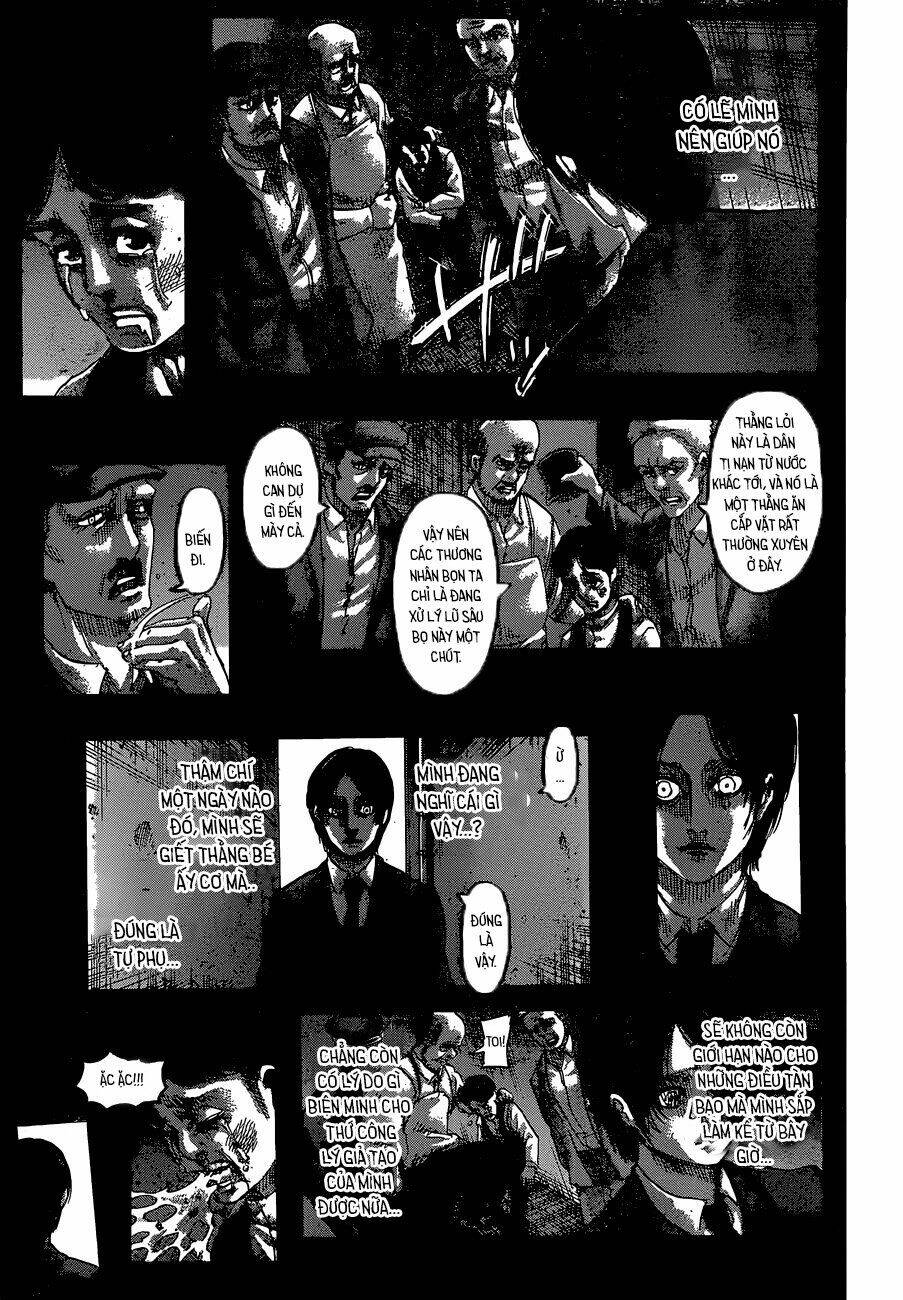 CÓ LẼ MÌNH
NÊN GIÚP NÓ
...
THẰNG LỎI
NÀY LÀ DÂN
TỊ NẠN TỪ NƯỚC
KHÁC TỚI, VÀ NÓ LÀ
MỘT THẰNG ĂN
CẮP VẶT RẤT
THƯỜNG XUYÊN
Ở ĐÂY.
VẬY NÊN
CÁC THƯƠNG
NHÂN BON TA
CHỈ LÀ ĐANG
XỬ LÝ LŨ SÂU
BỌ NÀY MỘT
CHÚT.
KHÔNG
CAN DỰ
GÌ ĐẾN
MÀY CẢ.
BIẾN
ĐI.
Ừ
...
MÌNH ĐANG
NGHĨ CÁI GÌ
VẬY...?
ĐÚNG
LÀ
VẬY.
THẬM CHÍ
MỘT NGÀY NÀO
ĐÓ, MÌNH SẼ
GIẾT THẰNG BÉ
ẤY CƠ MÀ..
ĐÚNG LÀ
TỰ PHỤ...
SẼ KHÔNG CÒN
GIỚI HẠN NÀO CHO
NHỮNG ĐIỀU TÀN
BẠO MÀ MÌNH SẮP
LÀM KỂ TỪ BÂY
GIỜ...
TOI!
CHẲNG CÒN
CÓ LÝ DO GÌ
BIỆN MINH CHO
THỨ CÔNG
LÝ GIẢ TẠO
CỦA MÌNH
ĐƯỢC NỮA...
ẶC ẶC!!!